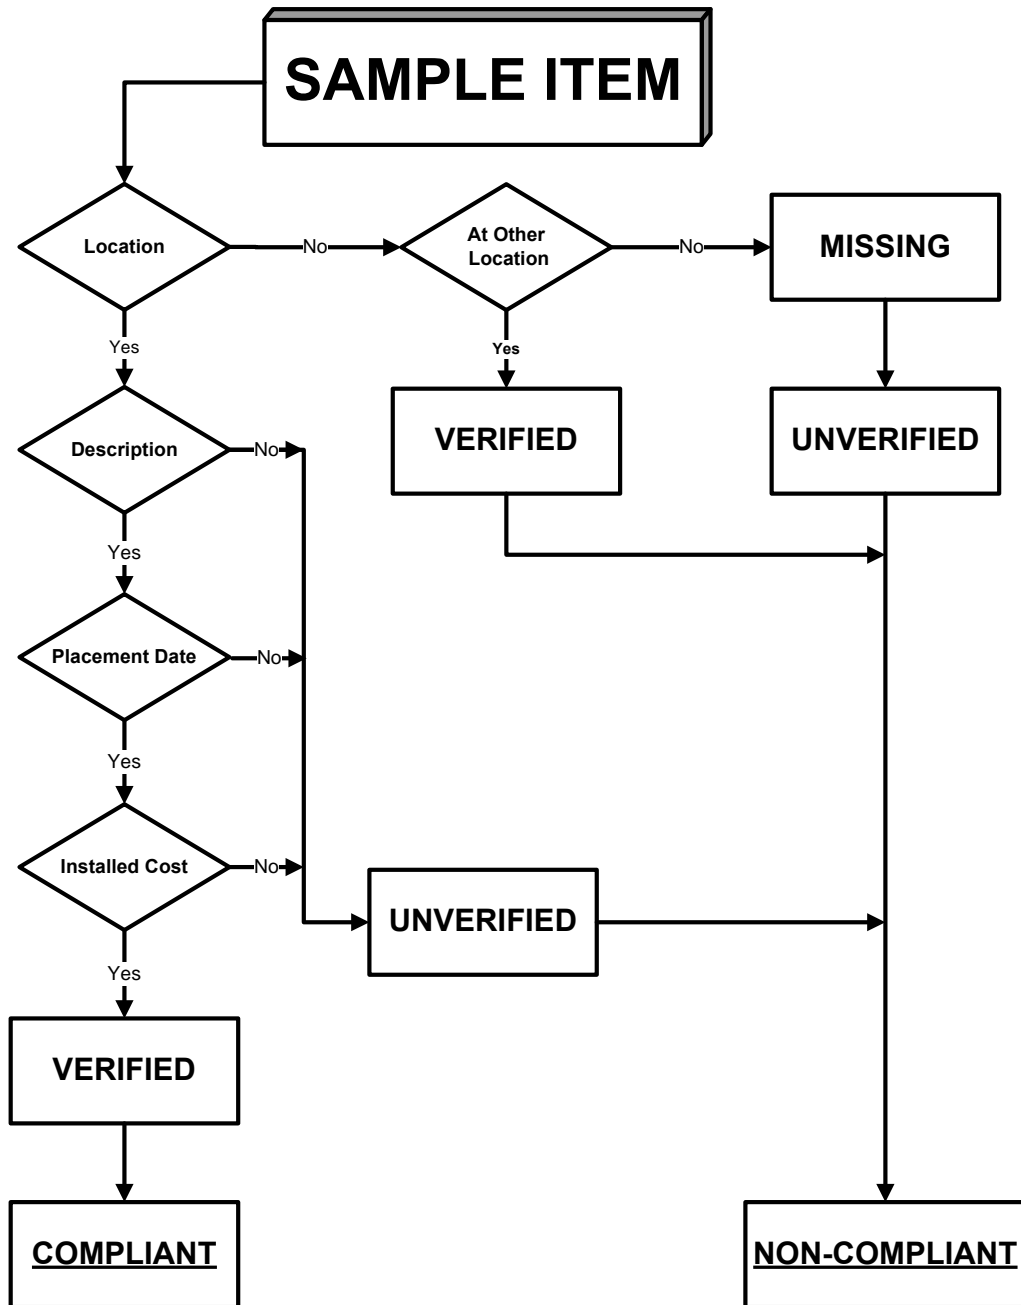 SAMPLE ITEM
Location
No
At Other
Location
No
MISSING
Yes
Yes
Description
No
VERIFIED
UNVERIFIED
Yes
Placement Date
No
Yes
Installed Cost
No
UNVERIFIED
Yes
VERIFIED
COMPLIANT
NON-COMPLIANT